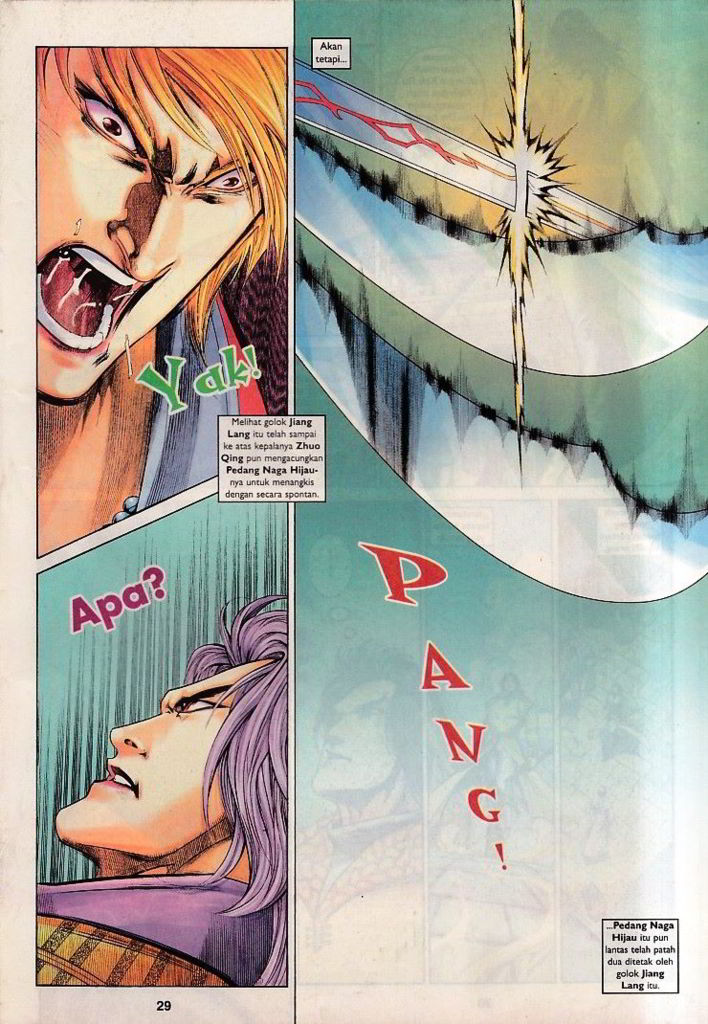 Akan
tetapi...
Yak!
Melihat golok Jiang
Lang itu telah sampai
ke atas kepalanya Zhuo
Qing pun mengacungkan
Pedang Naga Hijau-
nya untuk menangkis
dengan secara spontan.
Apa?
PANG!
...Pedang Naga
Hijau itu pun
lantas telah patah
dua ditetak oleh
golok Jiang
Lang itu.
29